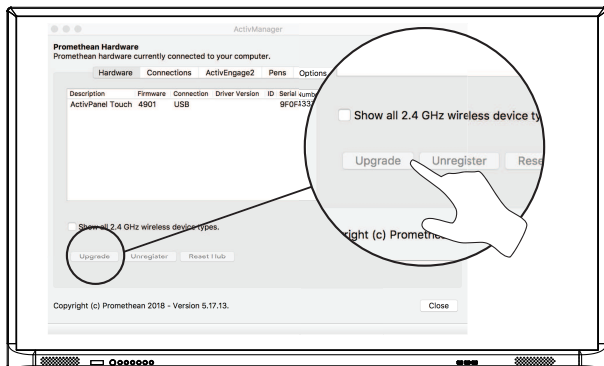 ActivManager
Promethean Hardware
Promethean hardware currently connected to your computer.
Hardware Connections ActivEngage2 Pens Options
Description Firmware Connection Driver Version ID Serial Number
ActivPanel Touch 4901 USB 9F0F4333
Show all 2.4 GHz wireless device types.
Upgrade Unregister Reset Hub
Copyright (c) Promethean 2018 - Version 5.17.13.
Close
Show all 2.4 GHz wireless device ty
Upgrade Unregister Rese
right (c) Promethe